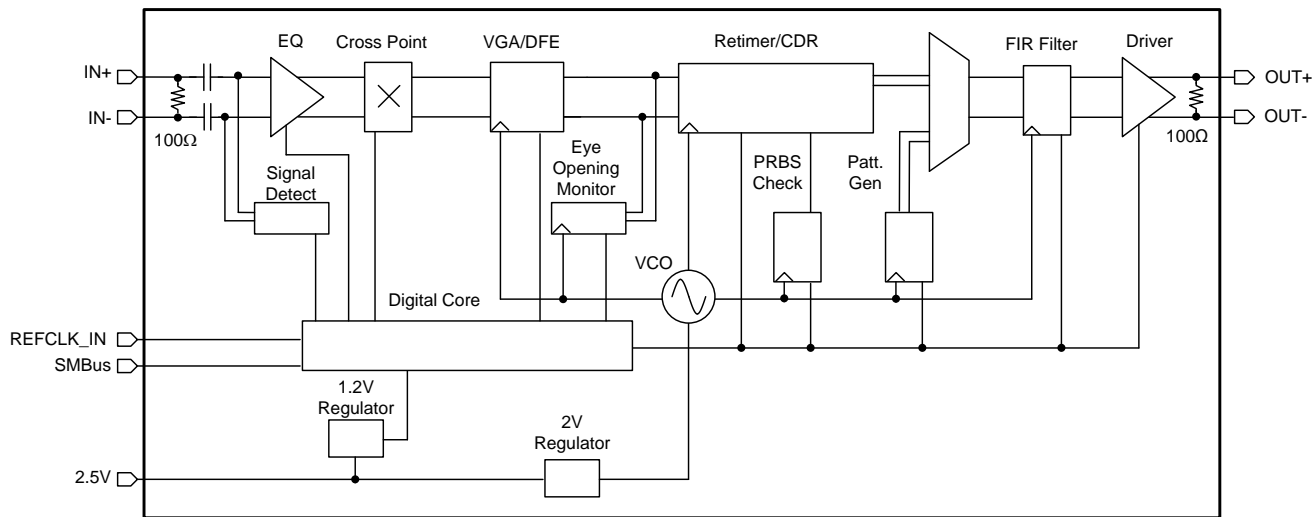 EQ
Cross Point
VGA/DFE
Retimer/CDR
FIR Filter
Driver
IN+
IN-
100Ω
OUT+
OUT-
100Ω
Signal
Detect
Eye
Opening
Monitor
PRBS
Check
Patt.
Gen
VCO
Digital Core
REFCLK_IN
SMBus
1.2V
Regulator
2V
Regulator
2.5V